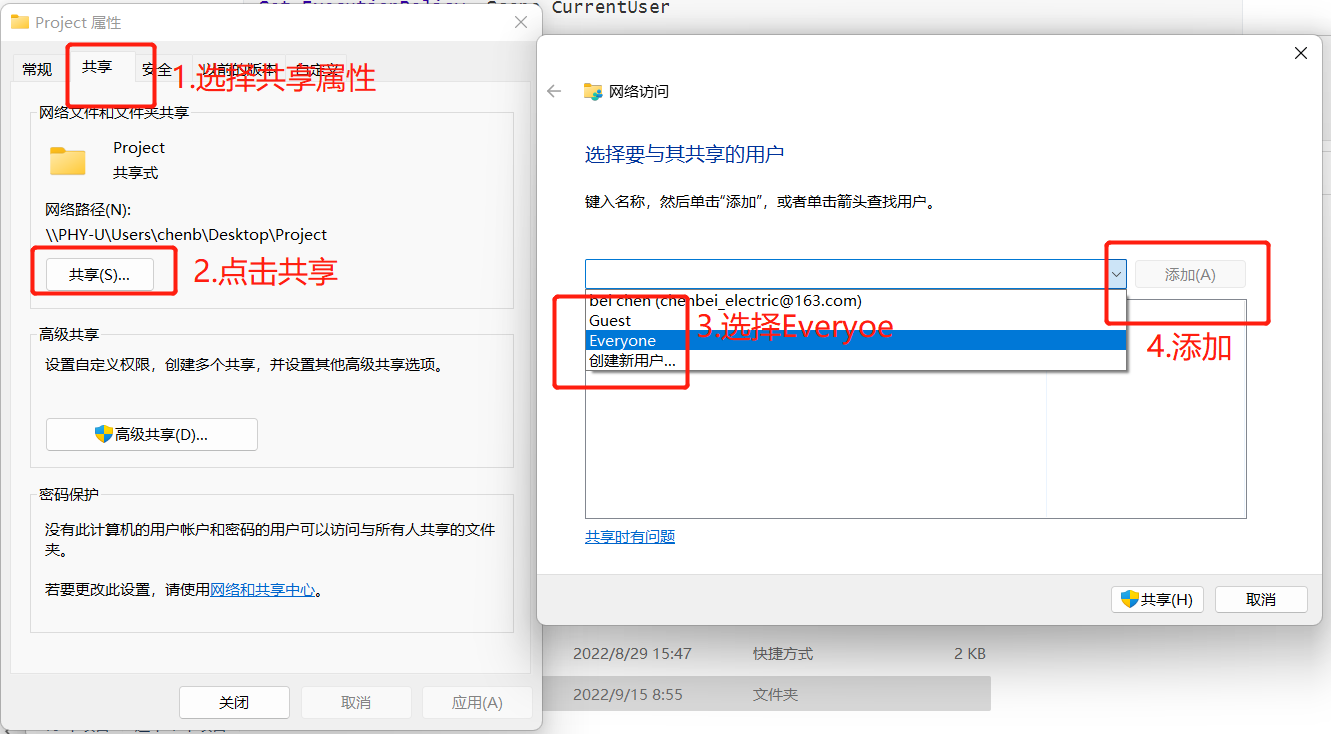 CurrentUser
Project 属性
常规
共享
安全
以前的版本
自定义
1.选择共享属性
网络文件和文件夹共享
Project
共享式
网络路径(N):
\\PHY-U\Users\chenb\Desktop\Project
共享(S)...
2.点击共享
高级共享
设置自定义权限，创建多个共享，并设置其他高级共享选项。
高级共享(D)...
密码保护
没有此计算机的用户帐户和密码的用户可以访问与所有人共享的文件
夹。
若要更改此设置，请使用网络和共享中心。
关闭
取消
应用(A)
网络访问
选择要与其共享的用户
键入名称，然后单击“添加”，或者单击箭头查找用户。
添加(A)
bei chen (chenbei_electric@163.com)
Guest
Everyone
创建新用户...
3.选择Everyoe
4.添加
共享时有问题
共享(H)
取消
2022/8/29 15:47 快捷方式 2 KB
2022/9/15 8:55 文件夹